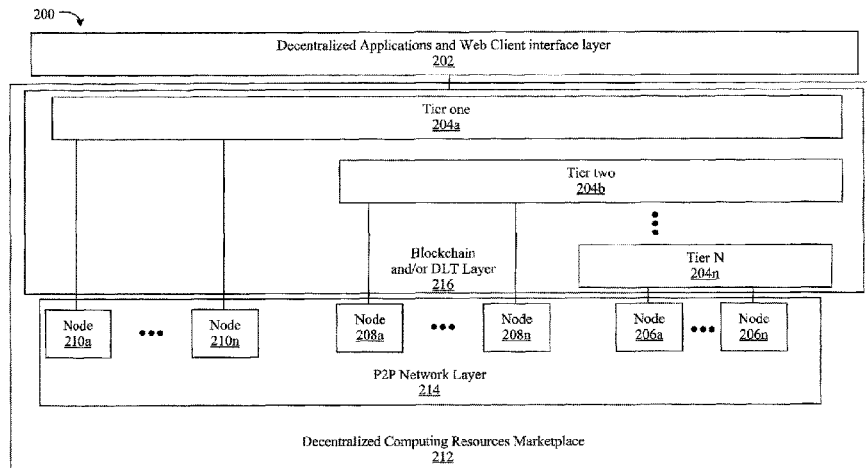 200
Decentralized Applications and Web Client interface layer
202
Tier one
204a
Tier two
204b
Blockchain
and/or DLT Layer
216
Tier N
204n
Node
210a
Node
210n
Node
208a
Node
208n
Node
206a
Node
206n
P2P Network Layer
214
Decentralized Computing Resources Marketplace
212